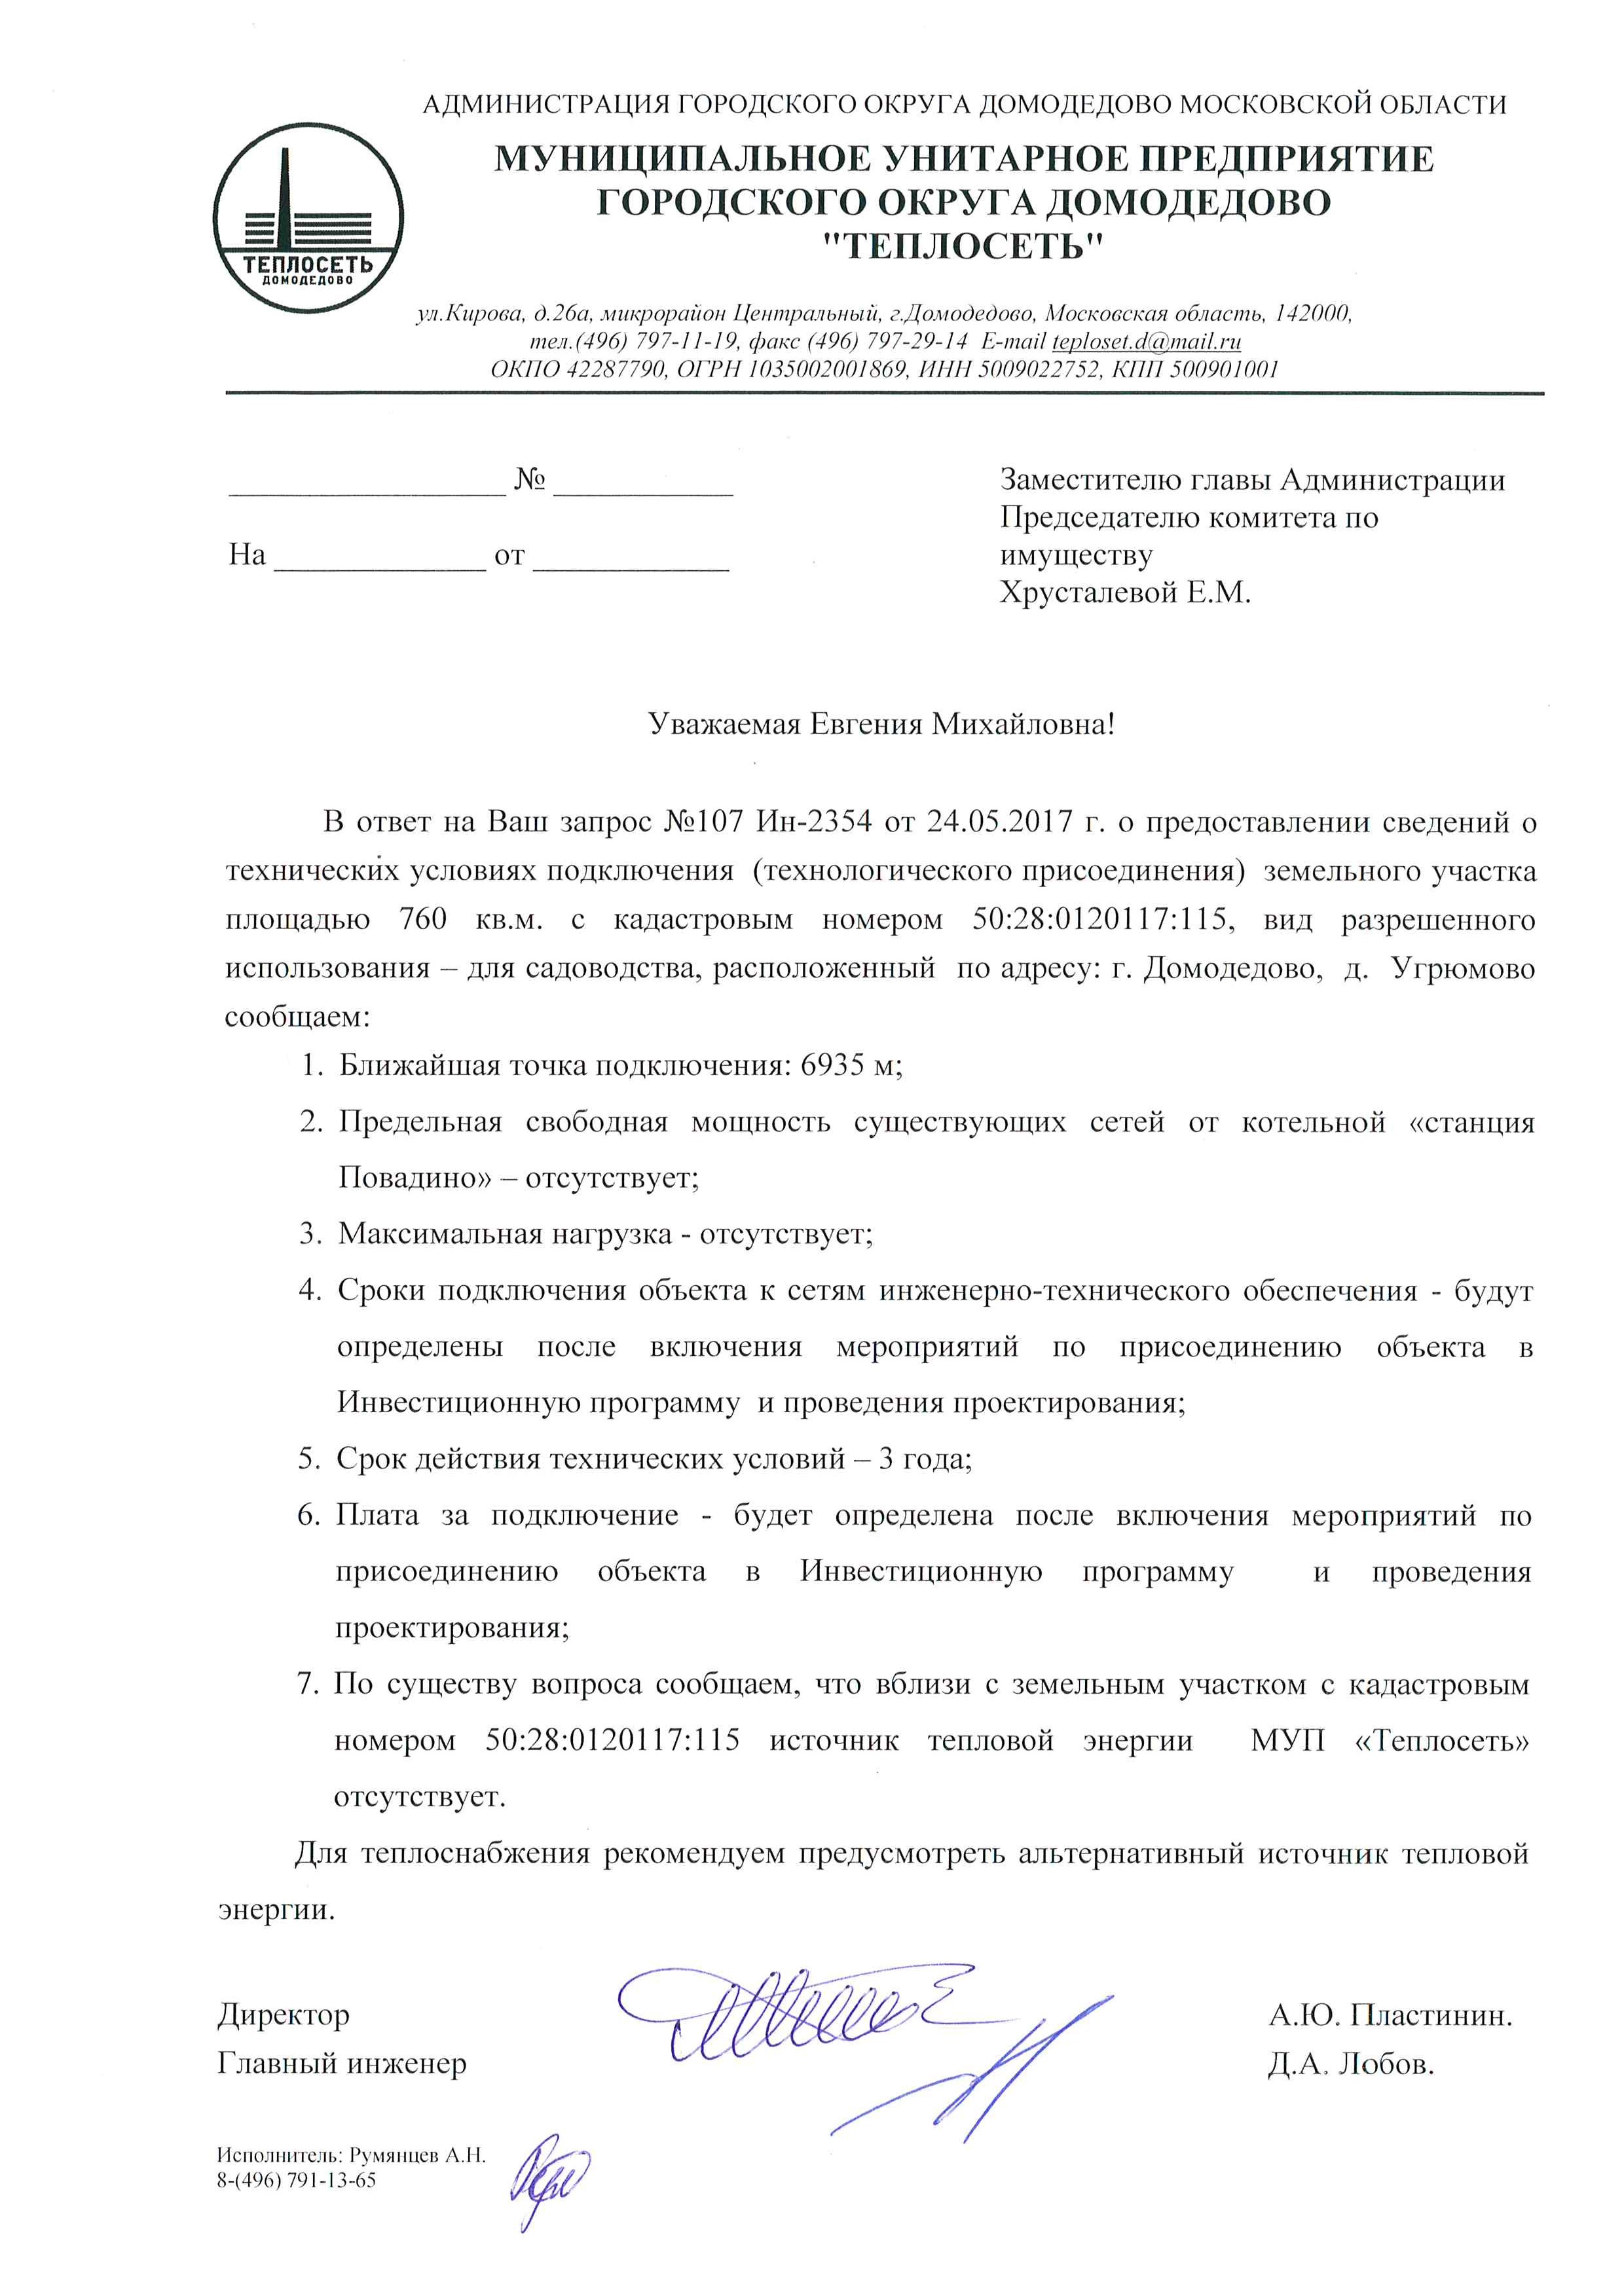 АДМИНИСТРАЦИЯ ГОРОДСКОГО ОКРУГА ДОМОДЕДОВО МОСКОВСКОЙ ОБЛАСТИ
МУНИЦИПАЛЬНОЕ УНИТАРНОЕ ПРЕДПРИЯТИЕ
ГОРОДСКОГО ОКРУГА ДОМОДЕДОВО
"ТЕПЛОСЕТЬ"
ТЕПЛОСЕТЬ
ДОМОДЕДОВО
ул.Кирова, д.26а, микрорайон Центральный, г.Домодедово, Московская область, 142000,
тел.(496) 797-11-19, факс (496) 797-29-14 E-mail teploset.d@mail.ru
ОКПО 42287790, ОГРН 1035002001869, ИНН 5009022752, КПП 500901001
_________________ № ___________
На _____________ от ____________
Заместителю главы Администрации
Председателю комитета по
имуществу
Хрусталевой Е.М.
Уважаемая Евгения Михайловна!
В ответ на Ваш запрос №107 Ин-2354 от 24.05.2017 г. о предоставлении сведений о
технических условиях подключения (технологического присоединения) земельного участка
площадью 760 кв.м. с кадастровым номером 50:28:0120117:115, вид разрешенного
использования – для садоводства, расположенный по адресу: г. Домодедово, д. Угрюмово
сообщаем:
1. Ближайшая точка подключения: 6935 м;
2. Предельная свободная мощность существующих сетей от котельной «станция
Повадино» – отсутствует;
3. Максимальная нагрузка - отсутствует;
4. Сроки подключения объекта к сетям инженерно-технического обеспечения - будут
определены после включения мероприятий по присоединению объекта в
Инвестиционную программу и проведения проектирования;
5. Срок действия технических условий – 3 года;
6. Плата за подключение - будет определена после включения мероприятий по
присоединению объекта в Инвестиционную программу и проведения
проектирования;
7. По существу вопроса сообщаем, что вблизи с земельным участком с кадастровым
номером 50:28:0120117:115 источник тепловой энергии МУП «Теплосеть»
отсутствует.
Для теплоснабжения рекомендуем предусмотреть альтернативный источник тепловой
энергии.
Директор А.Ю. Пластинин.
Главный инженер Д.А. Лобов.
Исполнитель: Румянцев А.Н.
8-(496) 791-13-65